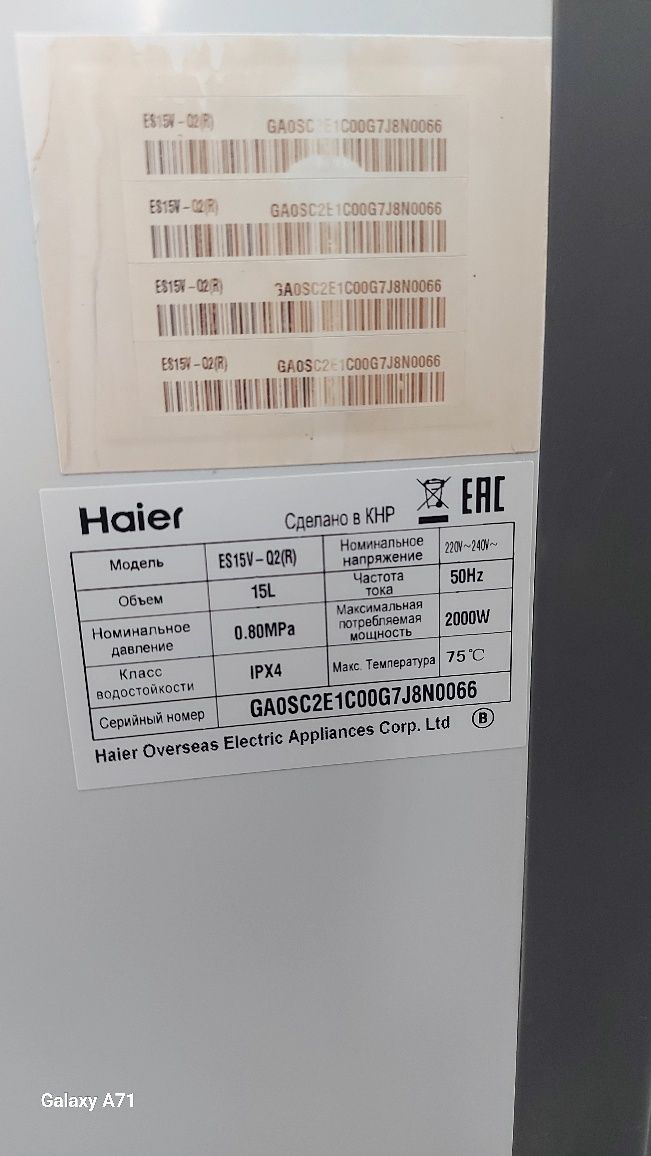 ES15V-Q2(R) GA0SC2E1C00G7J8N0066
ES15V-Q2(R) GA0SC2E1C00G7J8N0066
ES15V-Q2(R) GA0SC2E1C00G7J8N0066
ES15V-Q2(R) GA0SC2E1C00G7J8N0066
Haier Сделано в КНР EAC
Модель ES15V-Q2(R) Номинальное напряжение 220V~240V~
Объем 15L Частота тока 50Hz
Номинальное давление 0.80MPa Максимальная потребляемая мощность 2000W
Класс водостойкости IPX4 Макс. Температура 75℃
Серийный номер GA0SC2E1C00G7J8N0066
Haier Overseas Electric Appliances Corp. Ltd B
Galaxy A71